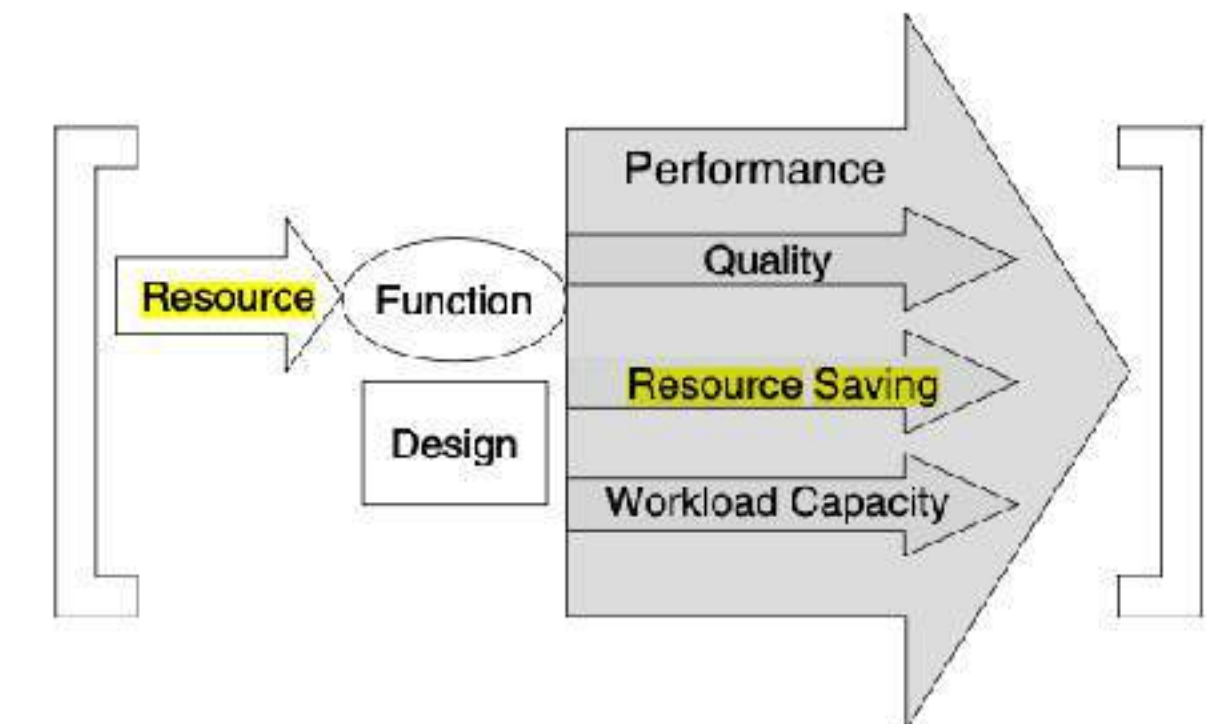 Performance
Quality
Resource
Function
Resource Saving
Design
Workload Capacity